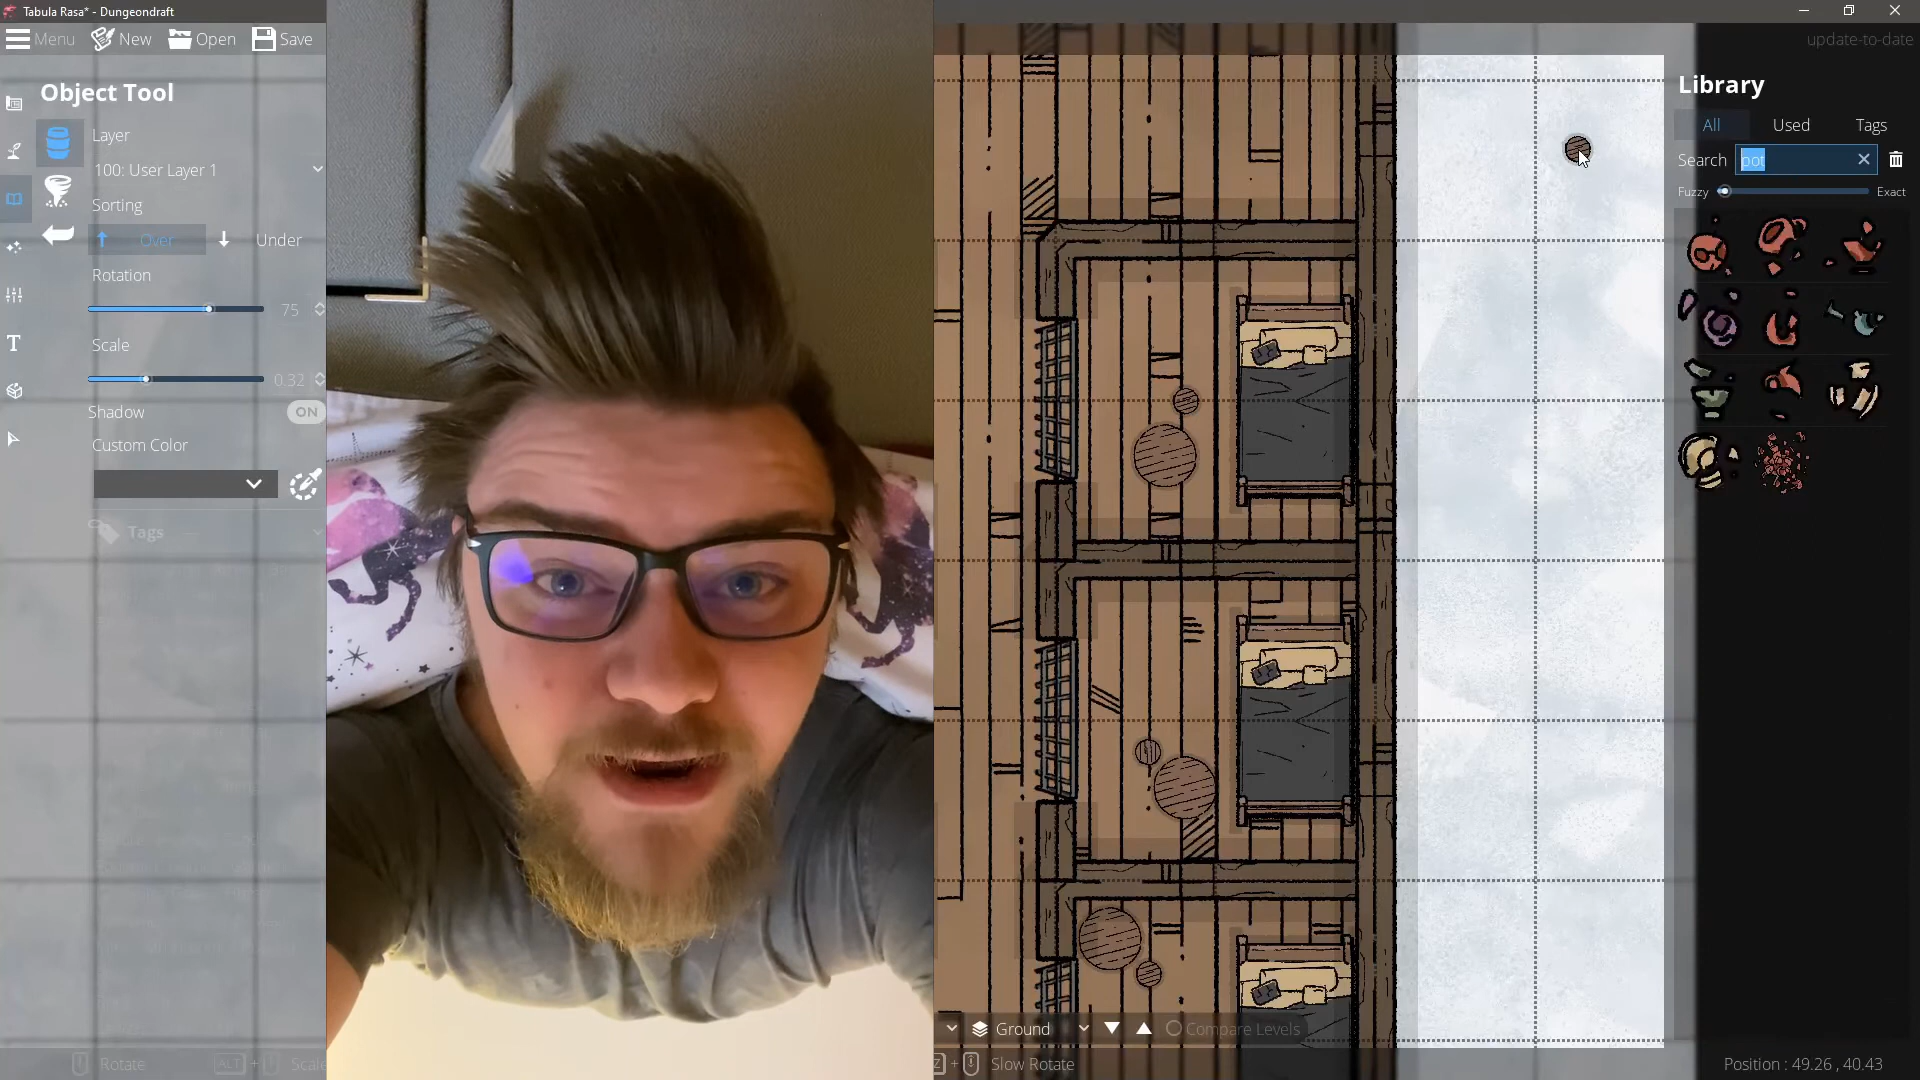 Tabula Rasa* - Dungeondraft
Menu New Open Save
update-to-date
Object Tool
Layer
100: User Layer 1
Sorting
Over Under
Rotation
75
Scale
0.32
Shadow ON
Custom Color
Tags
Library
All Used Tags
Search pot
Fuzzy Exact
Ground Compare Levels
Rotate ALT + Scale
Z + Slow Rotate
Position : 49.26 , 40.43